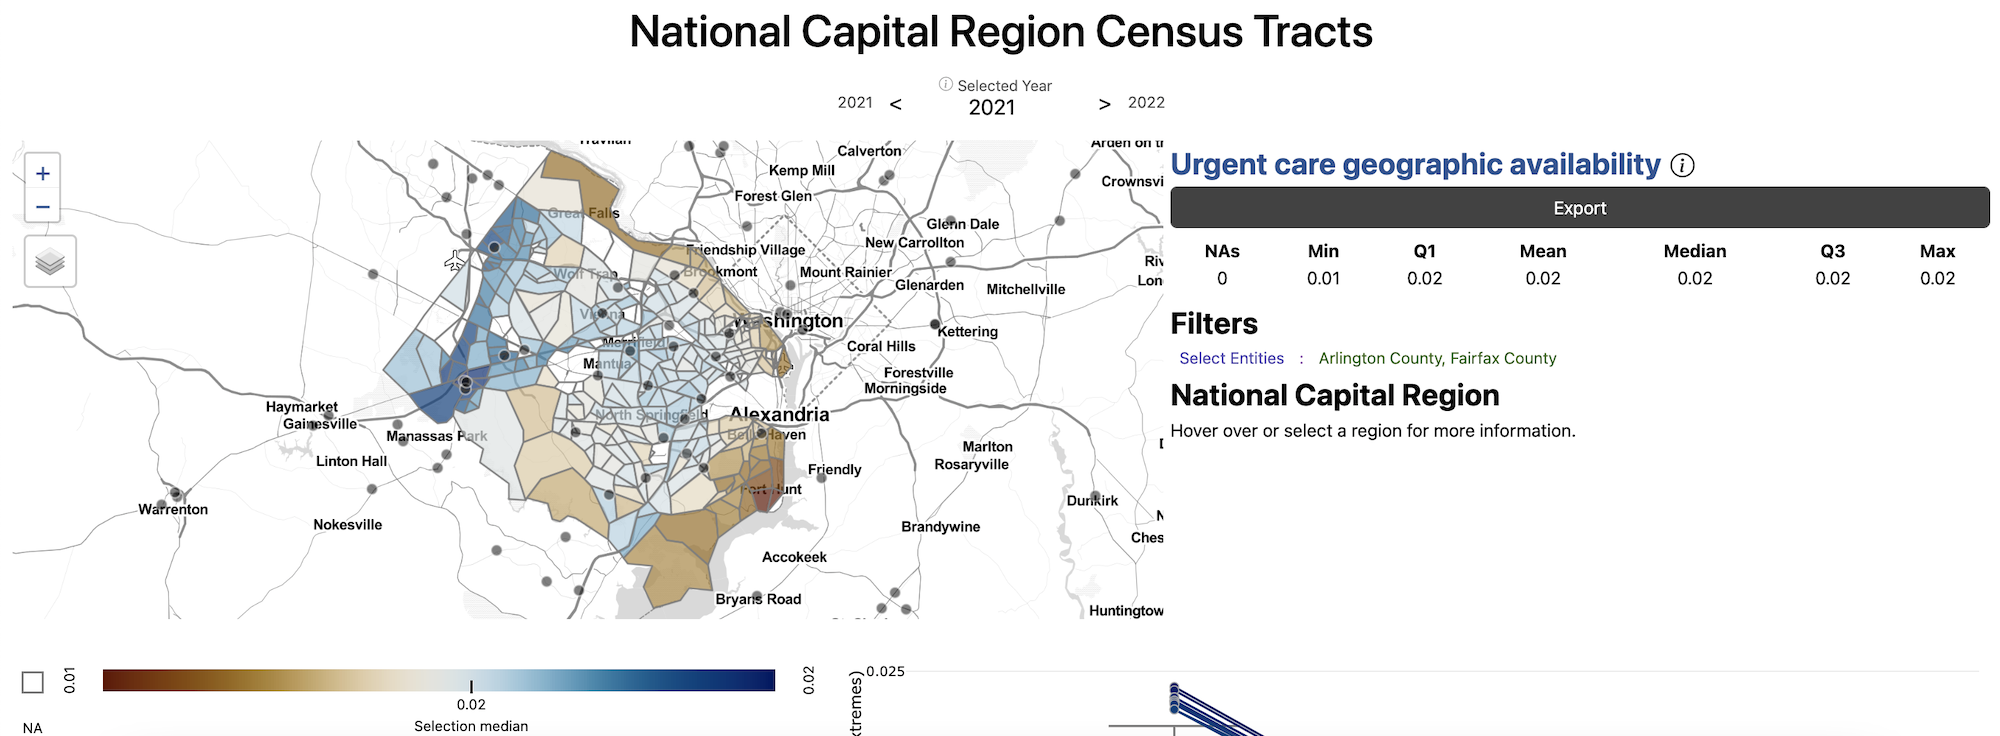 National Capital Region Census Tracts
Selected Year
2021 < 2021 > 2022
Urgent care geographic availability
Export
NAs Min Q1 Mean Median Q3 Max
0 0.01 0.02 0.02 0.02 0.02 0.02
Filters
Select Entities : Arlington County, Fairfax County
National Capital Region
Hover over or select a region for more information.
+
−
Calverton
Kemp Mill
Forest Glen
Great Falls
Glenn Dale
New Carrollton
Friendship Village
Wolf Trap
Brookmont
Mount Rainier
Glenarden
Mitchellville
Vienna
Washington
Kettering
Merrifield
Coral Hills
Mantua
Forestville
Morningside
Haymarket
Gainesville
North Springfield
Alexandria
Manassas Park
Belle Haven
Marlton
Linton Hall
Rosaryville
Friendly
Fort Hunt
Warrenton
Dunkirk
Nokesville
Brandywine
Accokeek
Bryans Road
Huntingtow
Arden on
Crownsvi
Riv
Lon
Ches
NA
0.01
0.02
0.02
Selection median
0.025
xtremes)